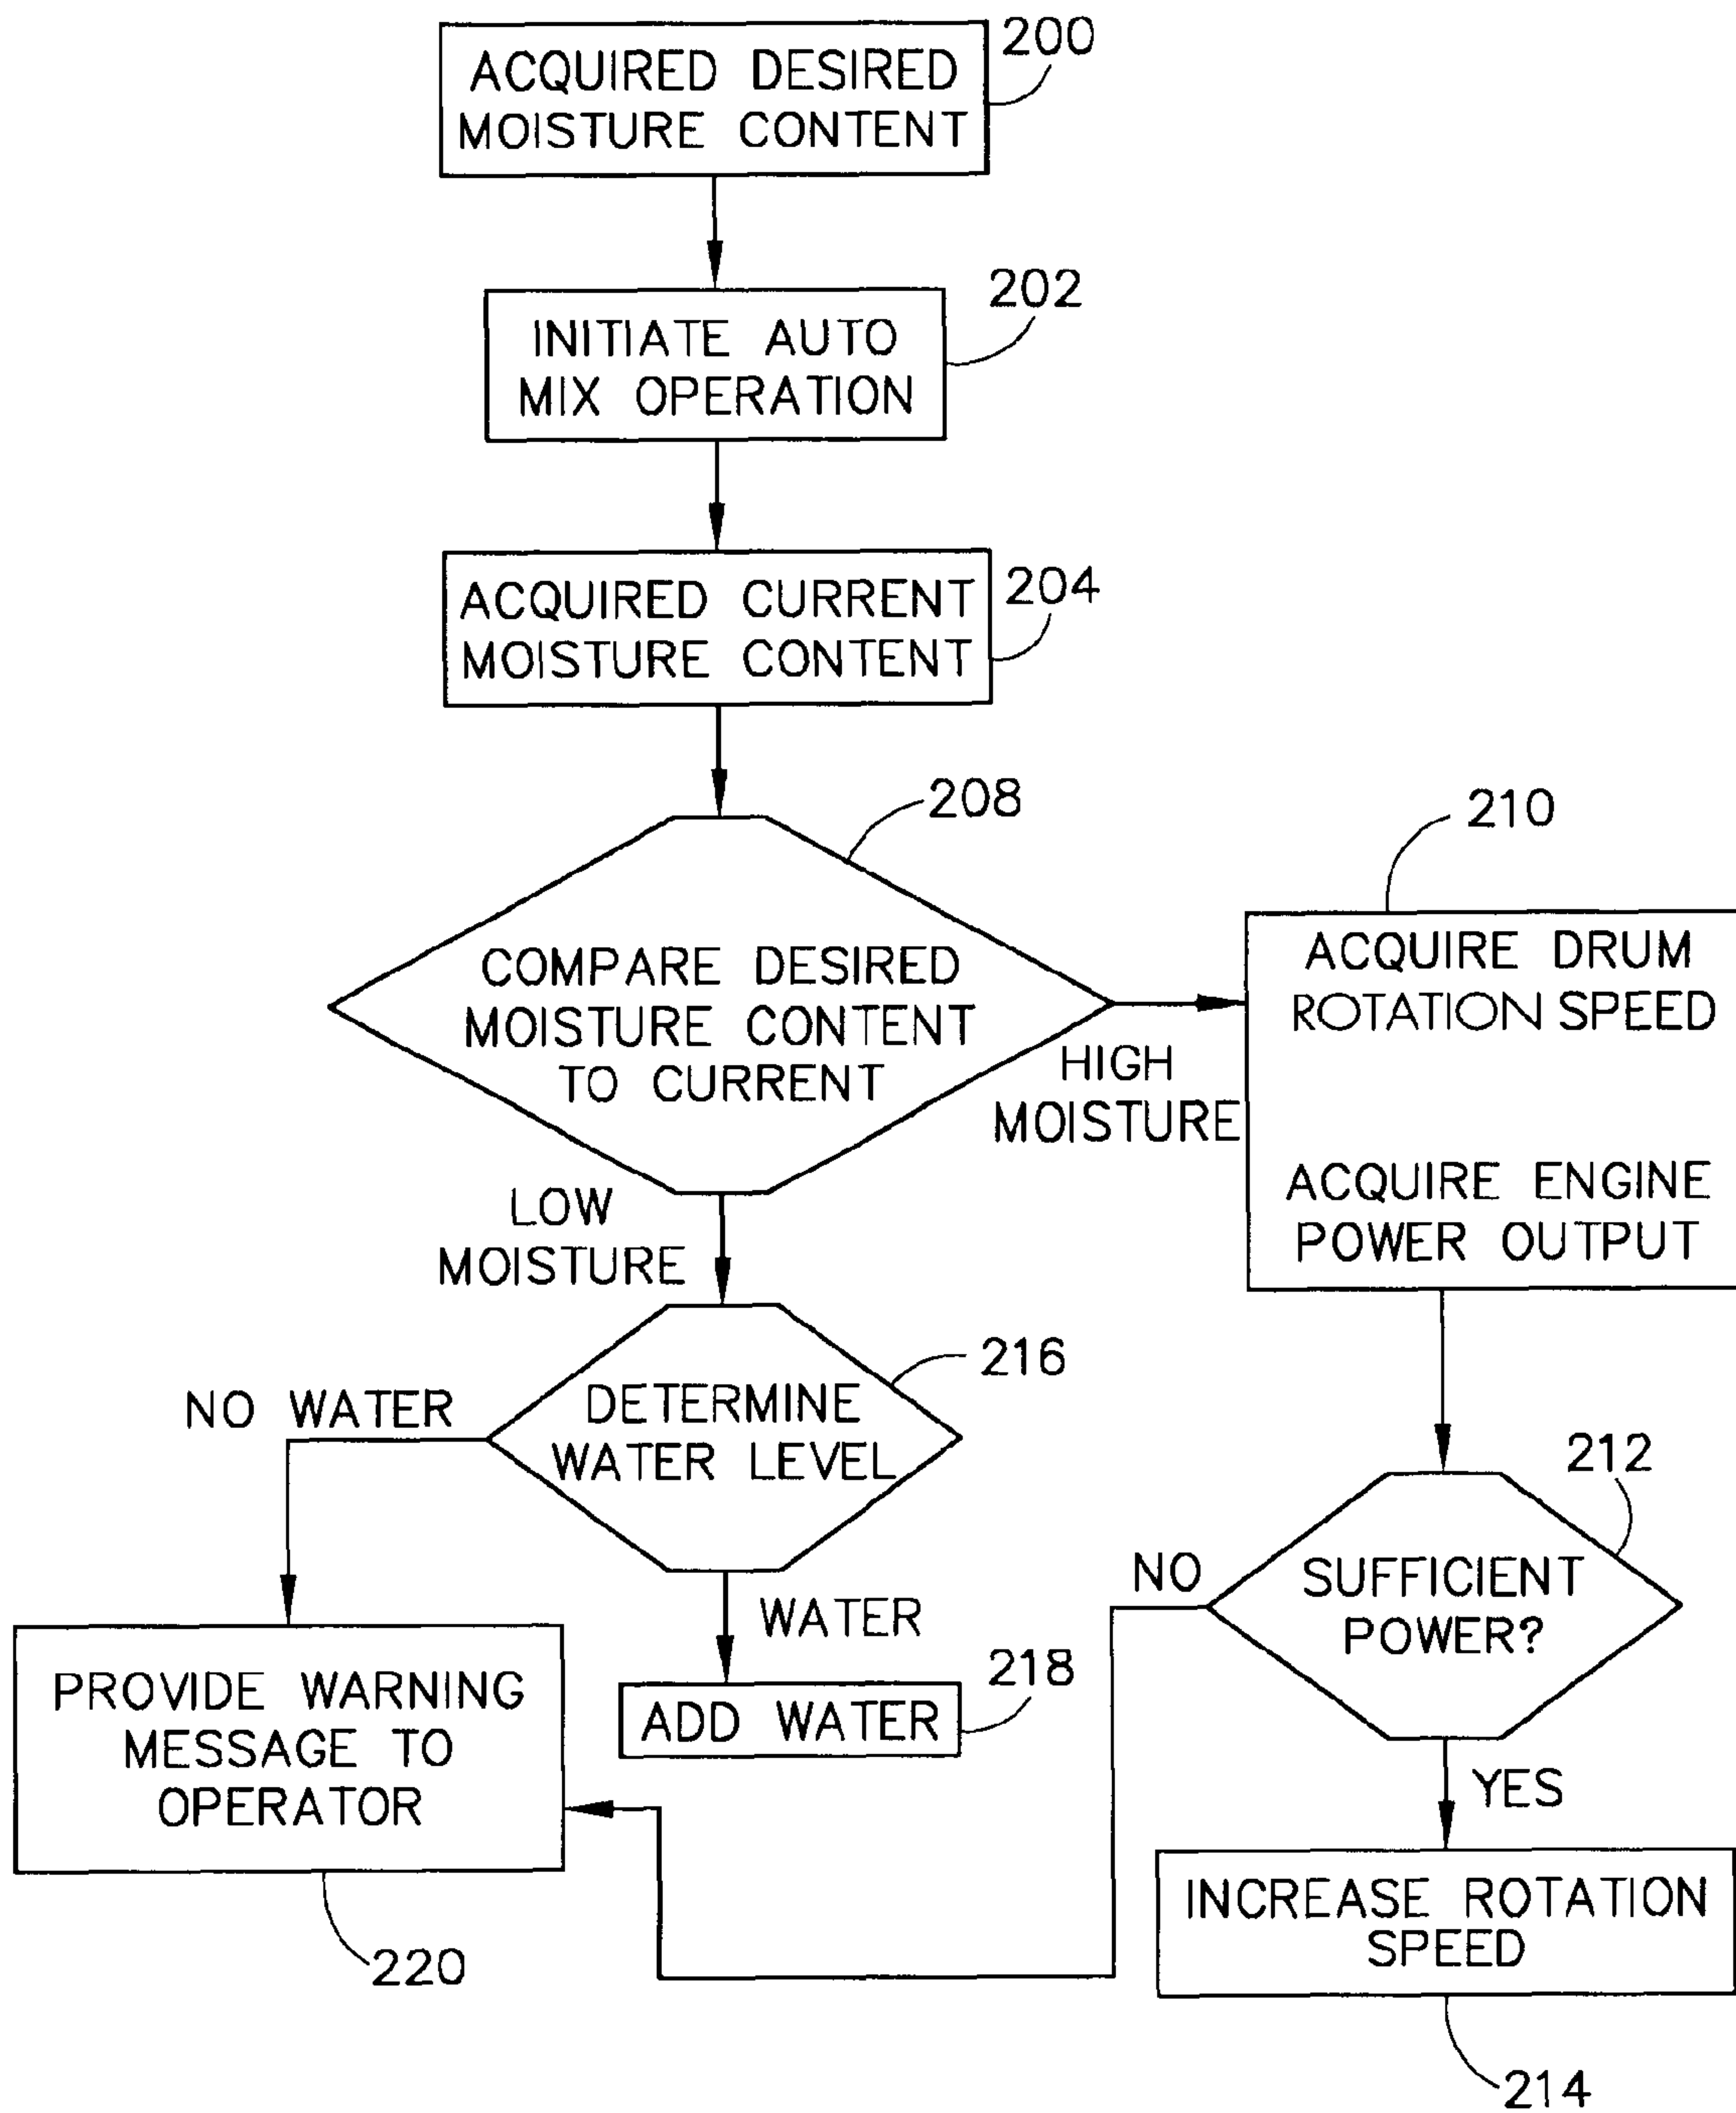 200
ACQUIRED DESIRED
MOISTURE CONTENT
202
INITIATE AUTO
MIX OPERATION
204
ACQUIRED CURRENT
MOISTURE CONTENT
208
COMPARE DESIRED
MOISTURE CONTENT
TO CURRENT
HIGH
MOISTURE
210
ACQUIRE DRUM
ROTATION SPEED
ACQUIRE ENGINE
POWER OUTPUT
LOW
MOISTURE
216
DETERMINE
WATER LEVEL
NO WATER
WATER
218
ADD WATER
212
SUFFICIENT
POWER?
NO
YES
PROVIDE WARNING
MESSAGE TO
OPERATOR
220
INCREASE ROTATION
SPEED
214